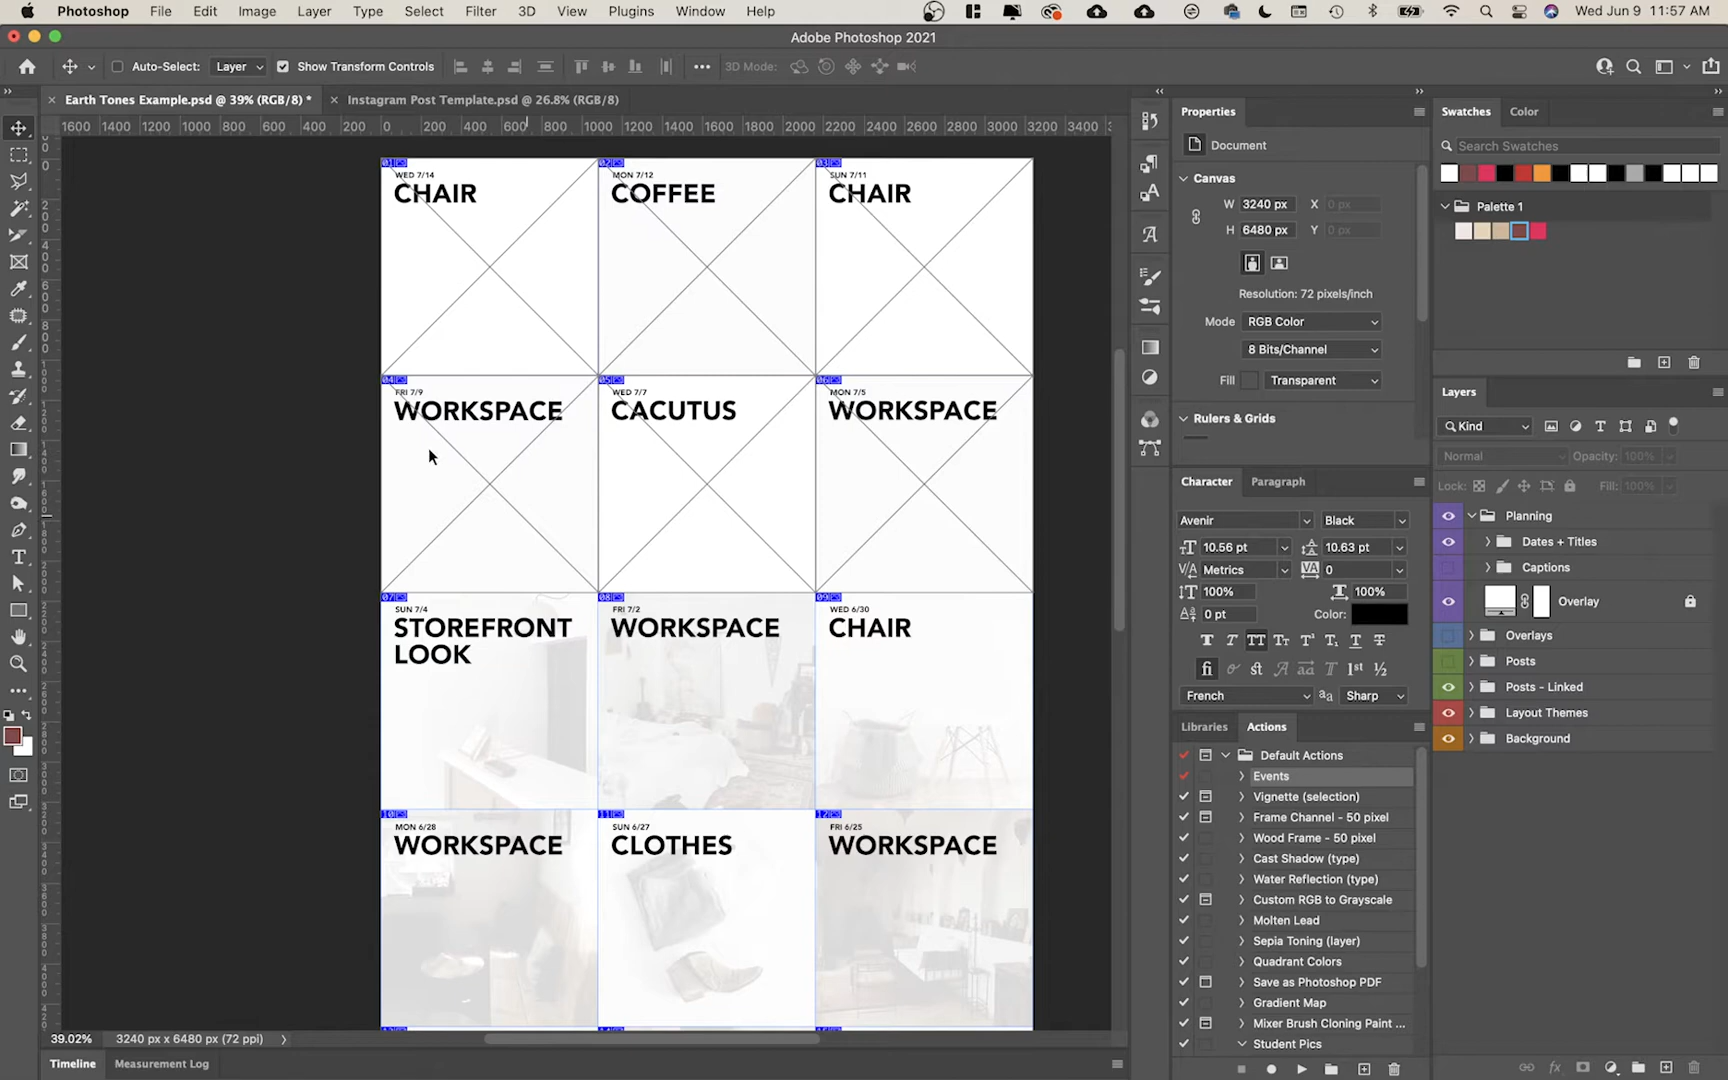 Photoshop File Edit Image Layer Type Select Filter 3D View Plugins Window Help Wed Jun 9 11:57 AM
Adobe Photoshop 2021
Auto-Select: Layer Show Transform Controls 3D Mode:
Earth Tones Example.psd @ 39% (RGB/8) * Instagram Post Template.psd @ 26.8% (RGB/8)
1600 1400 1200 1000 800 600 400 200 0 200 400 600 800 1000 1200 1400 1600 1800 2000 2200 2400 2600 2800 3000 3200 3400
01 02 03
WED 7/14 MON 7/12 SUN 7/11
CHAIR COFFEE CHAIR
04 05 06
FRI 7/9 WED 7/7 MON 7/5
WORKSPACE CACUTUS WORKSPACE
07 08 09
SUN 7/4 FRI 7/2 WED 6/30
STOREFRONT WORKSPACE CHAIR
LOOK
10 11 12
MON 6/28 SUN 6/27 FRI 6/25
WORKSPACE CLOTHES WORKSPACE
39.02% 3240 px x 6480 px (72 ppi)
Timeline Measurement Log
Properties
Document
Canvas
W 3240 px X 0 px
H 6480 px Y 0 px
Resolution: 72 pixels/inch
Mode RGB Color
8 Bits/Channel
Fill Transparent
Rulers & Grids
Character Paragraph
Avenir Black
10.56 pt 10.63 pt
Metrics 0
100% 100%
0 pt Color:
French Sharp
Libraries Actions
Default Actions
Events
Vignette (selection)
Frame Channel - 50 pixel
Wood Frame - 50 pixel
Cast Shadow (type)
Water Reflection (type)
Custom RGB to Grayscale
Molten Lead
Sepia Toning (layer)
Quadrant Colors
Save as Photoshop PDF
Gradient Map
Mixer Brush Cloning Paint ...
Student Pics
Swatches Color
Search Swatches
Palette 1
Layers
Kind
Normal Opacity: 100%
Lock: Fill: 100%
Planning
Dates + Titles
Captions
Overlay
Overlays
Posts
Posts - Linked
Layout Themes
Background